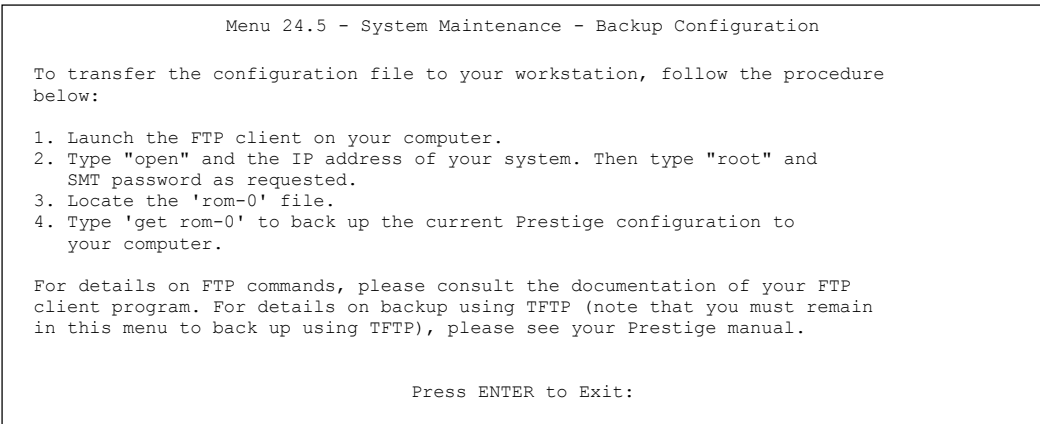 Menu 24.5 - System Maintenance - Backup Configuration
To transfer the configuration file to your workstation, follow the procedure
below:
1. Launch the FTP client on your computer.
2. Type "open" and the IP address of your system. Then type "root" and
SMT password as requested.
3. Locate the 'rom-0' file.
4. Type 'get rom-0' to back up the current Prestige configuration to
your computer.
For details on FTP commands, please consult the documentation of your FTP
client program. For details on backup using TFTP (note that you must remain
in this menu to back up using TFTP), please see your Prestige manual.
Press ENTER to Exit: